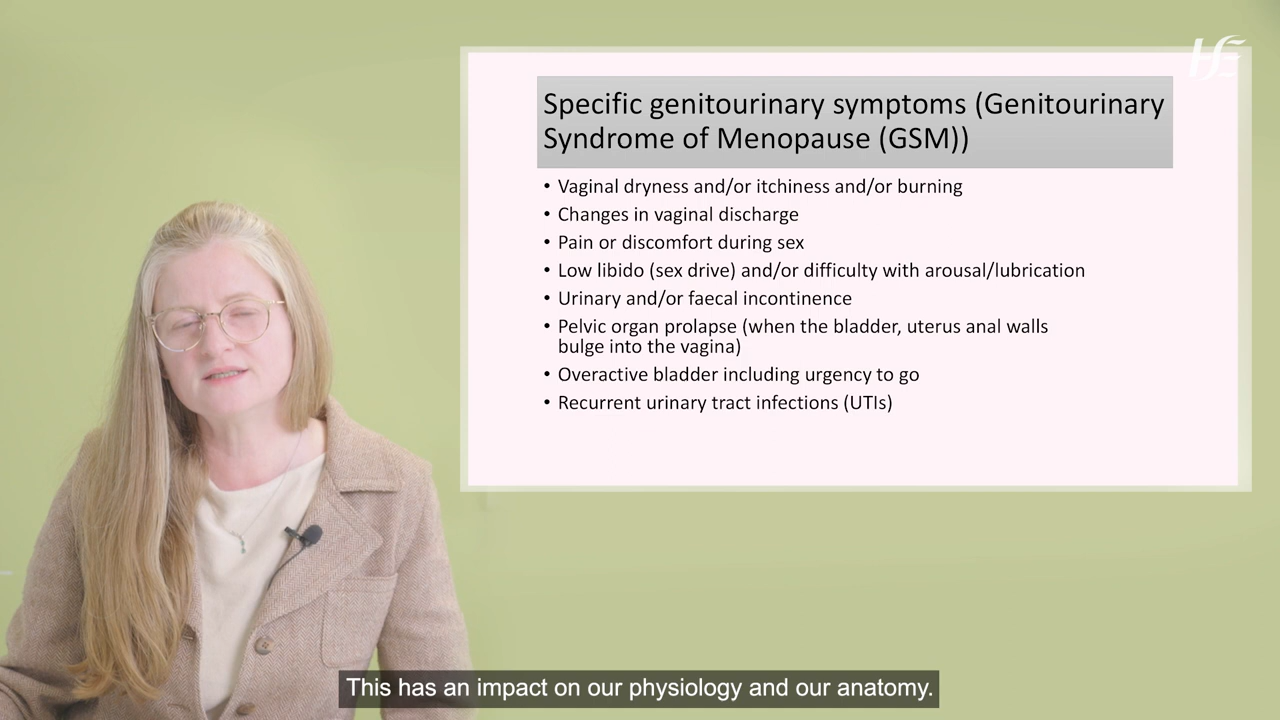 HSE
Specific genitourinary symptoms (Genitourinary
Syndrome of Menopause (GSM))
• Vaginal dryness and/or itchiness and/or burning
• Changes in vaginal discharge
• Pain or discomfort during sex
• Low libido (sex drive) and/or difficulty with arousal/lubrication
• Urinary and/or faecal incontinence
• Pelvic organ prolapse (when the bladder, uterus anal walls
bulge into the vagina)
• Overactive bladder including urgency to go
• Recurrent urinary tract infections (UTIs)
This has an impact on our physiology and our anatomy.